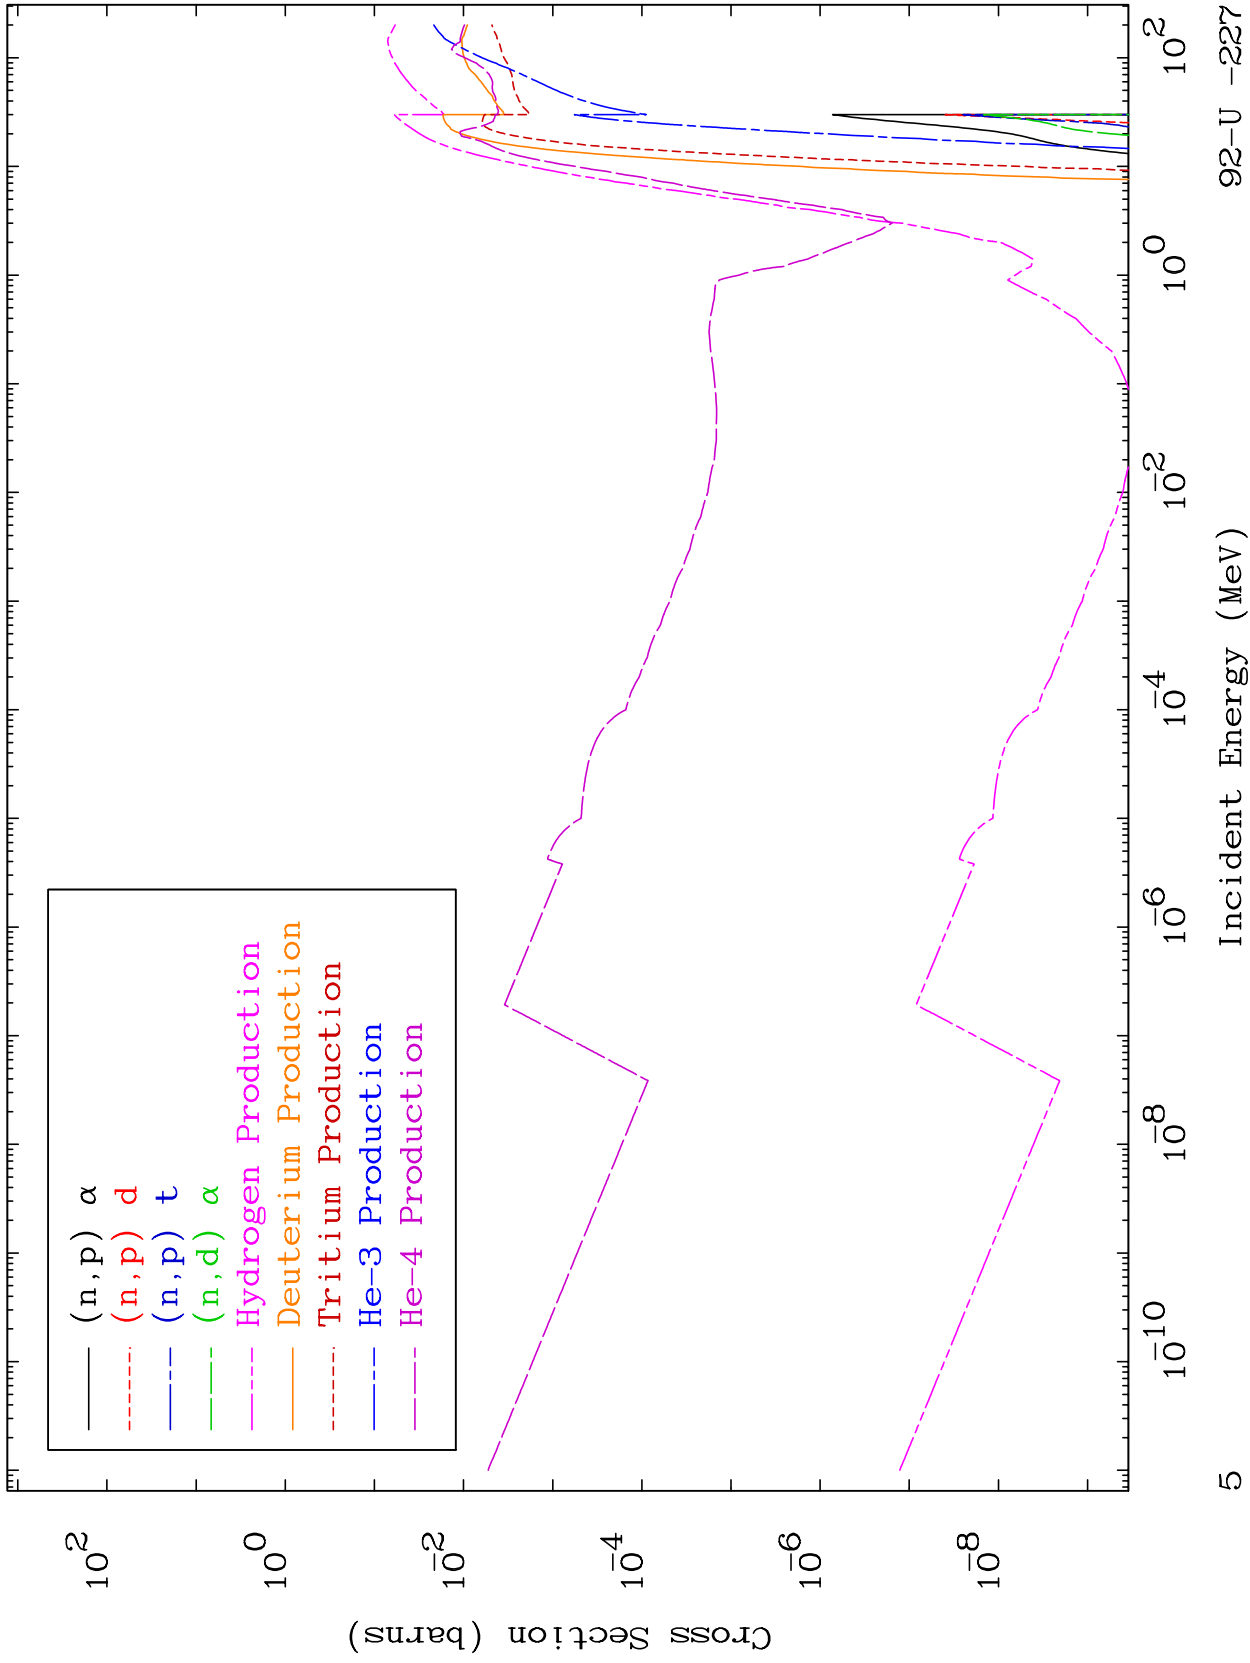 (n,p) α
(n,p) d
(n,p) t
(n,d) α
Hydrogen Production
Deuterium Production
Tritium Production
He-3 Production
He-4 Production
Cross Section (barns)
10^2
10^0
10^-2
10^-4
10^-6
10^-8
10^-10
10^-8
10^-6
10^-4
10^-2
10^0
10^2
Incident Energy (MeV)
5
92-U -227